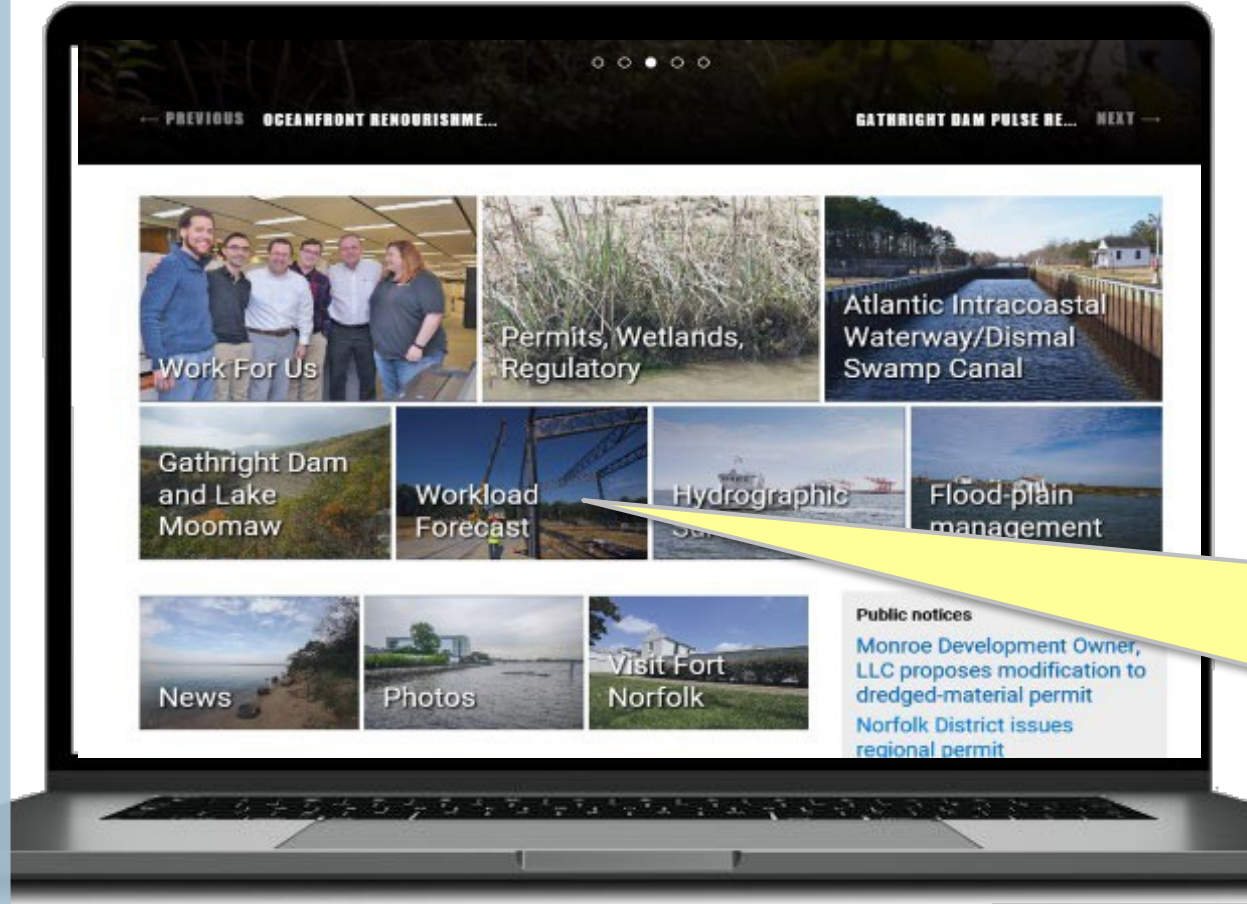 ← PREVIOUS OCEANFRONT RENOURISHME...
GATHRIGHT DAM PULSE RE... NEXT →
Work For Us
Permits, Wetlands,
Regulatory
Atlantic Intracoastal
Waterway/Dismal
Swamp Canal
Gathright Dam
and Lake
Moomaw
Workload
Forecast
Hydrographic
Flood-plain
management
News
Photos
Visit Fort
Norfolk
Public notices
Monroe Development Owner,
LLC proposes modification to
dredged-material permit
Norfolk District issues
regional permit